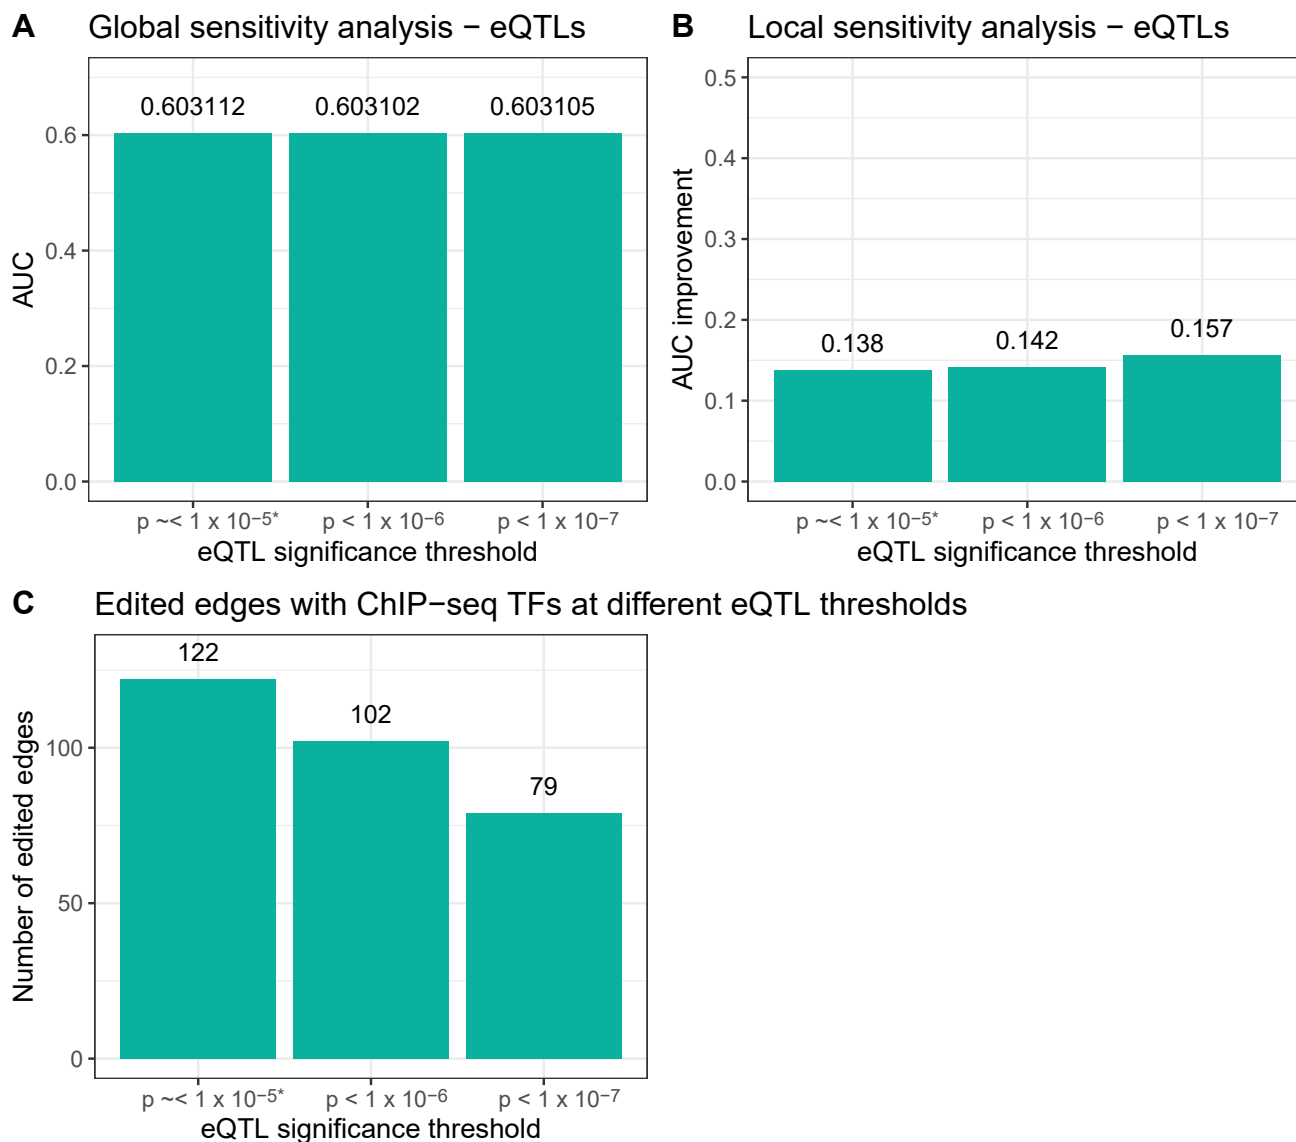 A Global sensitivity analysis − eQTLs
0.603112 0.603102 0.603105
0.6
0.4
0.2
0.0
AUC
p ~< 1 x 10⁻⁵* p < 1 x 10⁻⁶ p < 1 x 10⁻⁷
eQTL significance threshold
B Local sensitivity analysis − eQTLs
0.5
0.4
0.3
0.2
0.1
0.0
AUC improvement
0.138 0.142 0.157
p ~< 1 x 10⁻⁵* p < 1 x 10⁻⁶ p < 1 x 10⁻⁷
eQTL significance threshold
C Edited edges with ChIP−seq TFs at different eQTL thresholds
122
102
79
100
50
0
Number of edited edges
p ~< 1 x 10⁻⁵* p < 1 x 10⁻⁶ p < 1 x 10⁻⁷
eQTL significance threshold